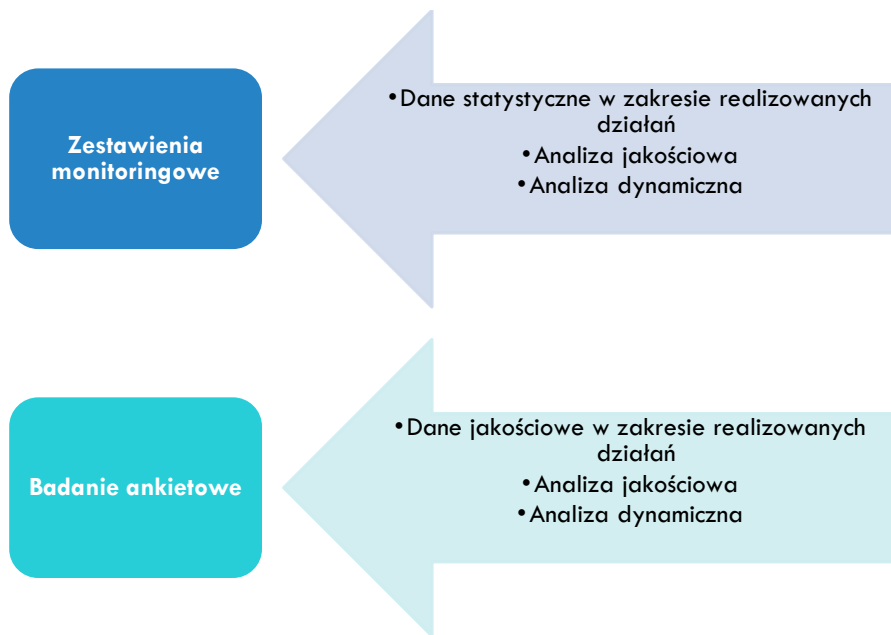 Zestawienia
monitoringowe
•Dane statystyczne w zakresie realizowanych
działań
•Analiza jakościowa
•Analiza dynamiczna
Badanie ankietowe
•Dane jakościowe w zakresie realizowanych
działań
•Analiza jakościowa
•Analiza dynamiczna